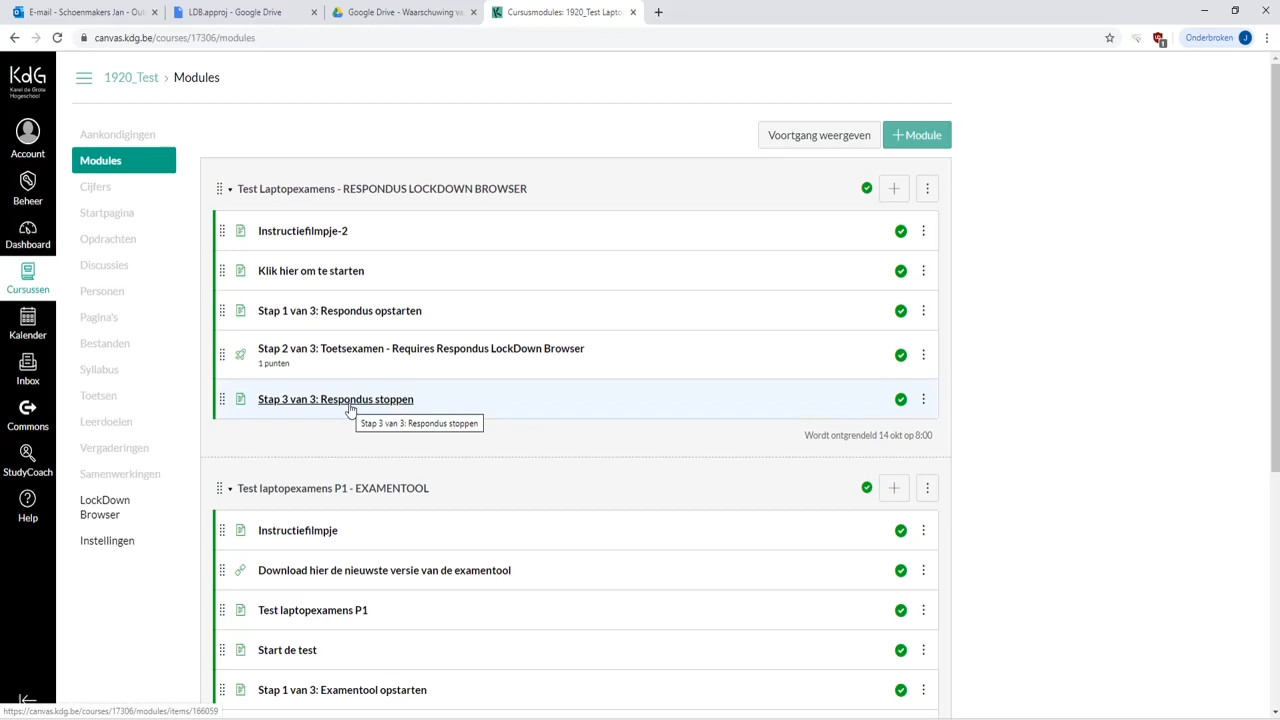 E-mail - Schoenmakers Jan - Out
LDB.approj - Google Drive
Google Drive - Waarschuwing va
Cursusmodules: 1920_Test Lapto
canvas.kdg.be/courses/17306/modules
Onderbroken
J
1
KdG
Karel de Grote
Hogeschool
Account
Beheer
Dashboard
Cursussen
Kalender
Inbox
Commons
StudyCoach
Help
1920_Test › Modules
Aankondigingen
Modules
Cijfers
Startpagina
Opdrachten
Discussies
Personen
Pagina's
Bestanden
Syllabus
Toetsen
Leerdoelen
Vergaderingen
Samenwerkingen
LockDown
Browser
Instellingen
Voortgang weergeven
+Module
Test Laptopexamens - RESPONDUS LOCKDOWN BROWSER
Instructiefilmpje-2
Klik hier om te starten
Stap 1 van 3: Respondus opstarten
Stap 2 van 3: Toetsexamen - Requires Respondus LockDown Browser
1 punten
Stap 3 van 3: Respondus stoppen
Stap 3 van 3: Respondus stoppen
Wordt ontgrendeld 14 okt op 8:00
Test laptopexamens P1 - EXAMENTOOL
Instructiefilmpje
Download hier de nieuwste versie van de examentool
Test laptopexamens P1
Start de test
Stap 1 van 3: Examentool opstarten
https://canvas.kdg.be/courses/17306/modules/items/166059